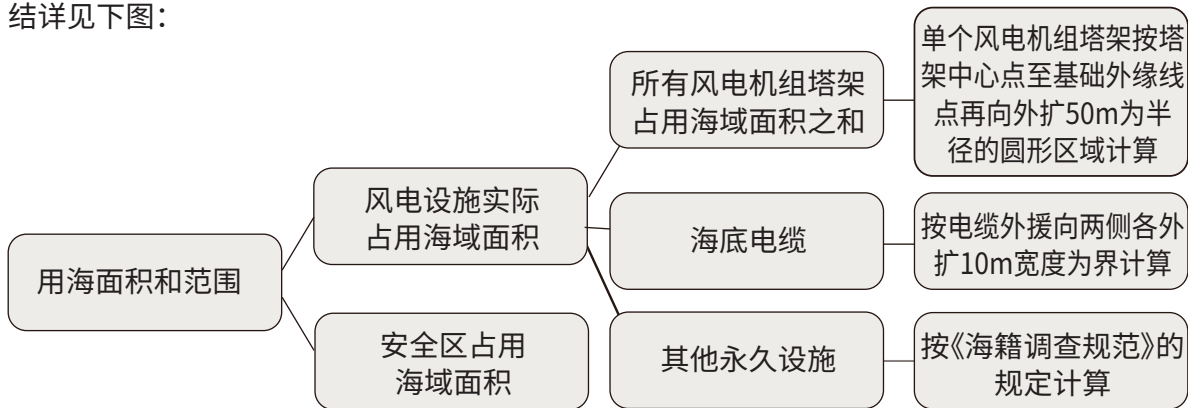 结详见下图：
用海面积和范围
风电设施实际
占用海域面积
安全区占用
海域面积
所有风电机组塔架
占用海域面积之和
海底电缆
其他永久设施
单个风电机组塔架按塔
架中心点至基础外缘线
点再向外扩50m为半
径的圆形区域计算
按电缆外援向两侧各外
扩10m宽度为界计算
按《海籍调查规范》的
规定计算